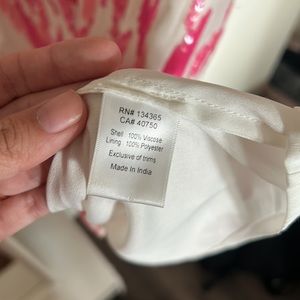 RN# 134365
CA# 40750
Shell : 100% Viscose
Lining : 100% Polyester
Exclusive of trims
Made In India